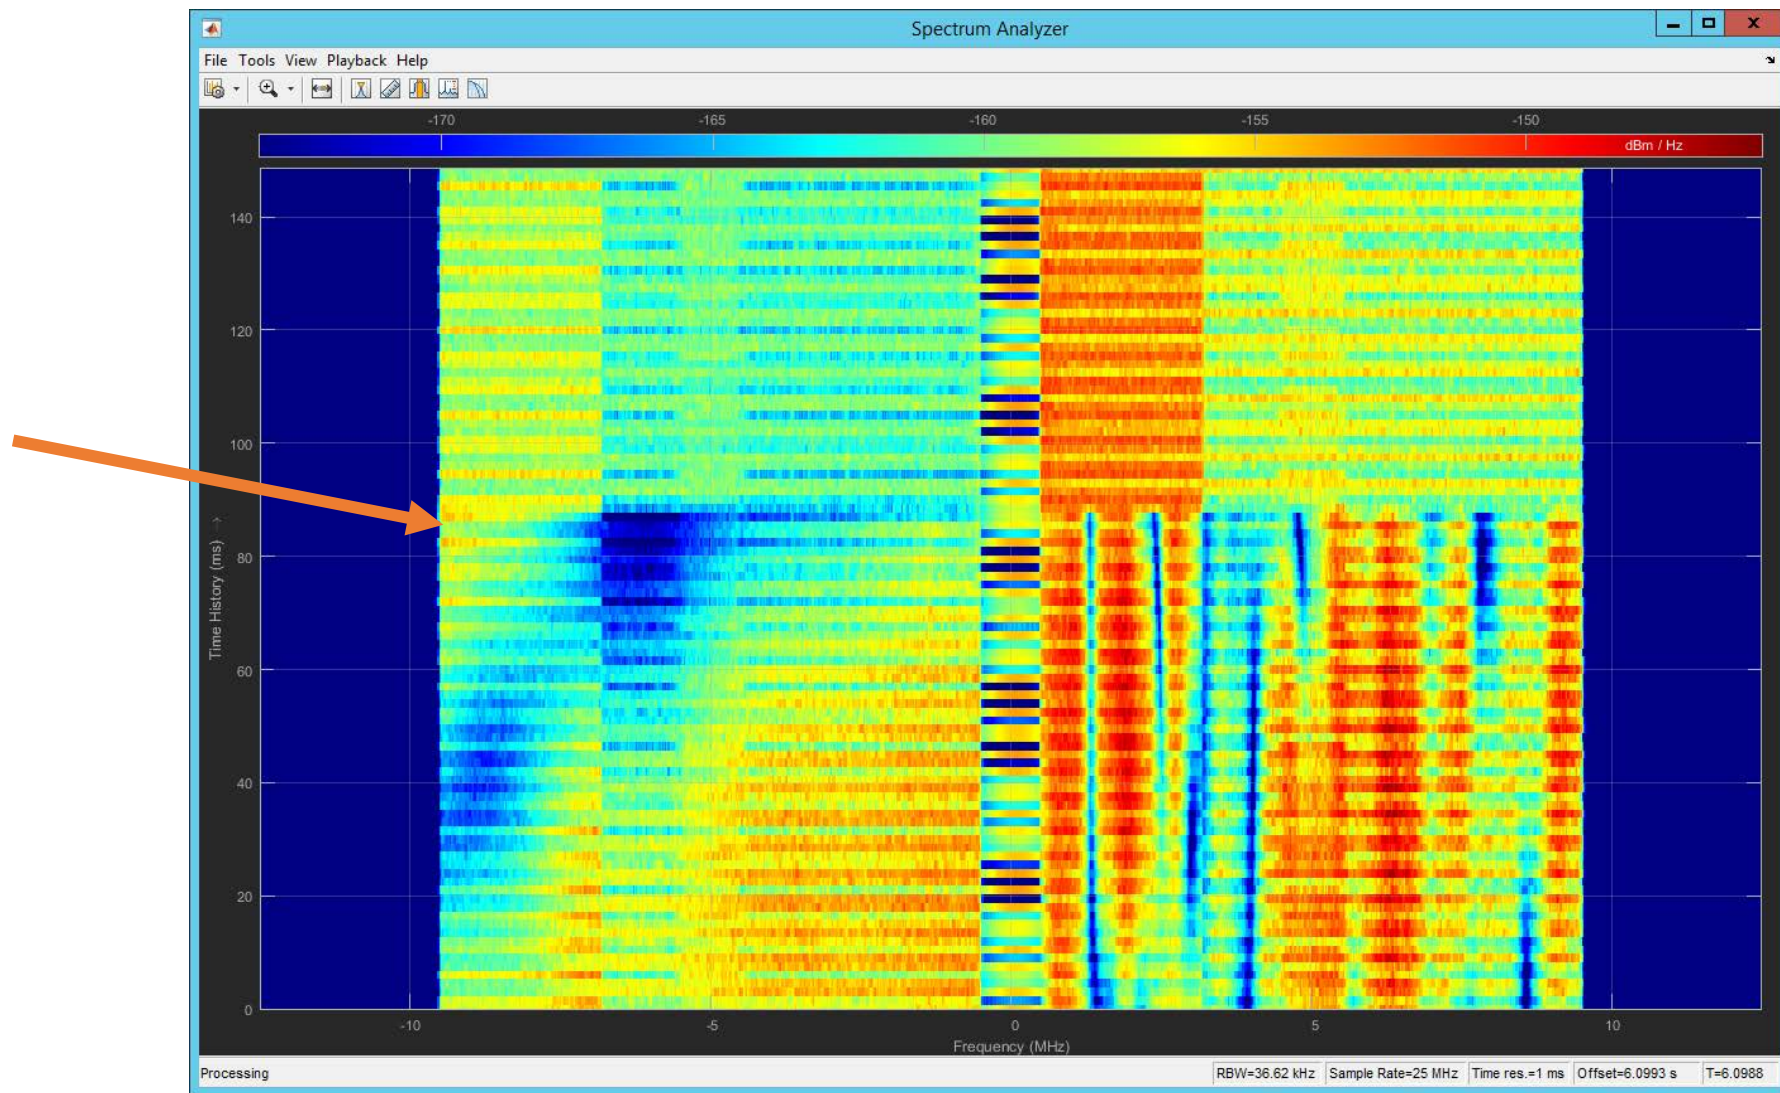 Spectrum Analyzer
File Tools View Playback Help
-170 -165 -160 -155 -150
dBm / Hz
140
120
100
80
60
40
20
0
Time History (ms) →
-10 -5 0 5 10
Frequency (MHz)
Processing
RBW=36.62 kHz Sample Rate=25 MHz Time res.=1 ms Offset=6.0993 s T=6.0988